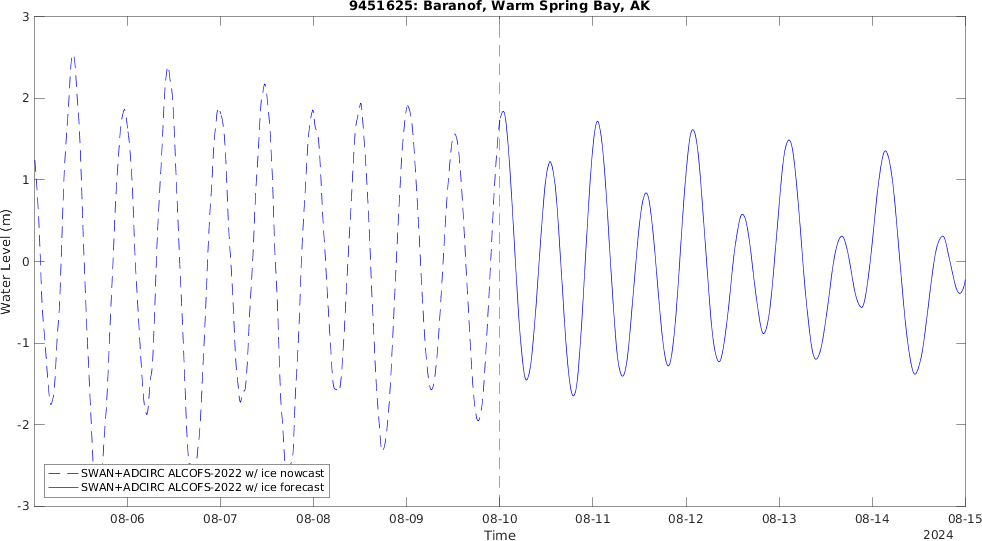 9451625: Baranof, Warm Spring Bay, AK
Water Level (m)
3
2
1
0
-1
-2
-3
SWAN+ADCIRC ALCOFS-2022 w/ ice nowcast
SWAN+ADCIRC ALCOFS-2022 w/ ice forecast
08-06 08-07 08-08 08-09 08-10 08-11 08-12 08-13 08-14 08-15
Time
2024